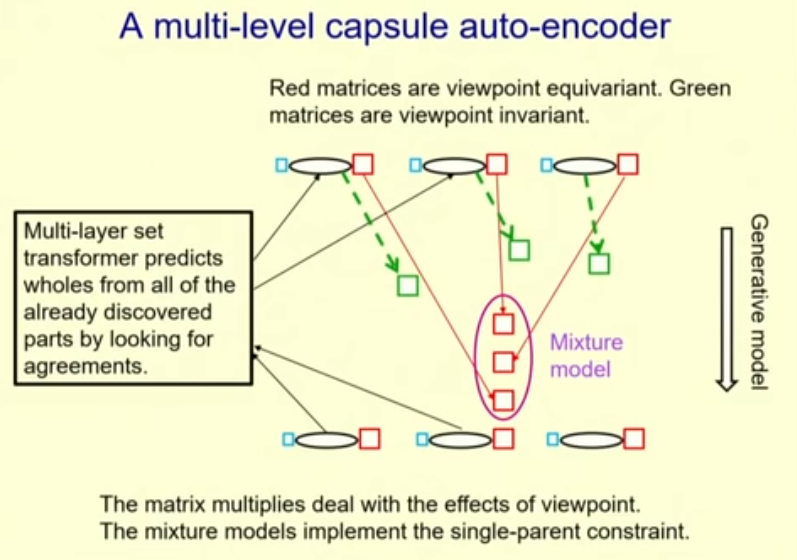 A multi-level capsule auto-encoder
Red matrices are viewpoint equivariant. Green
matrices are viewpoint invariant.
Multi-layer set
transformer predicts
wholes from all of the
already discovered
parts by looking for
agreements.
Mixture
model
Generative model
The matrix multiplies deal with the effects of viewpoint.
The mixture models implement the single-parent constraint.